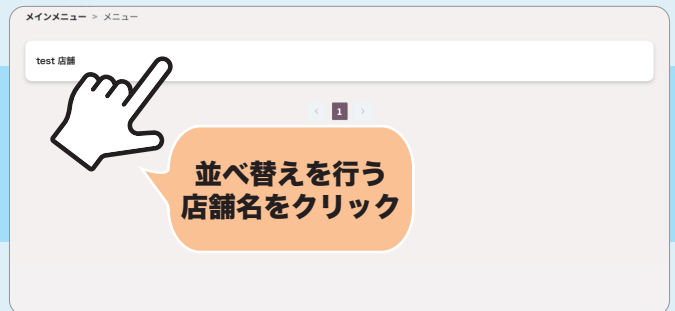 メインメニュー > メニュー
test 店舗
< 1 >
並べ替えを行う
店舗名をクリック